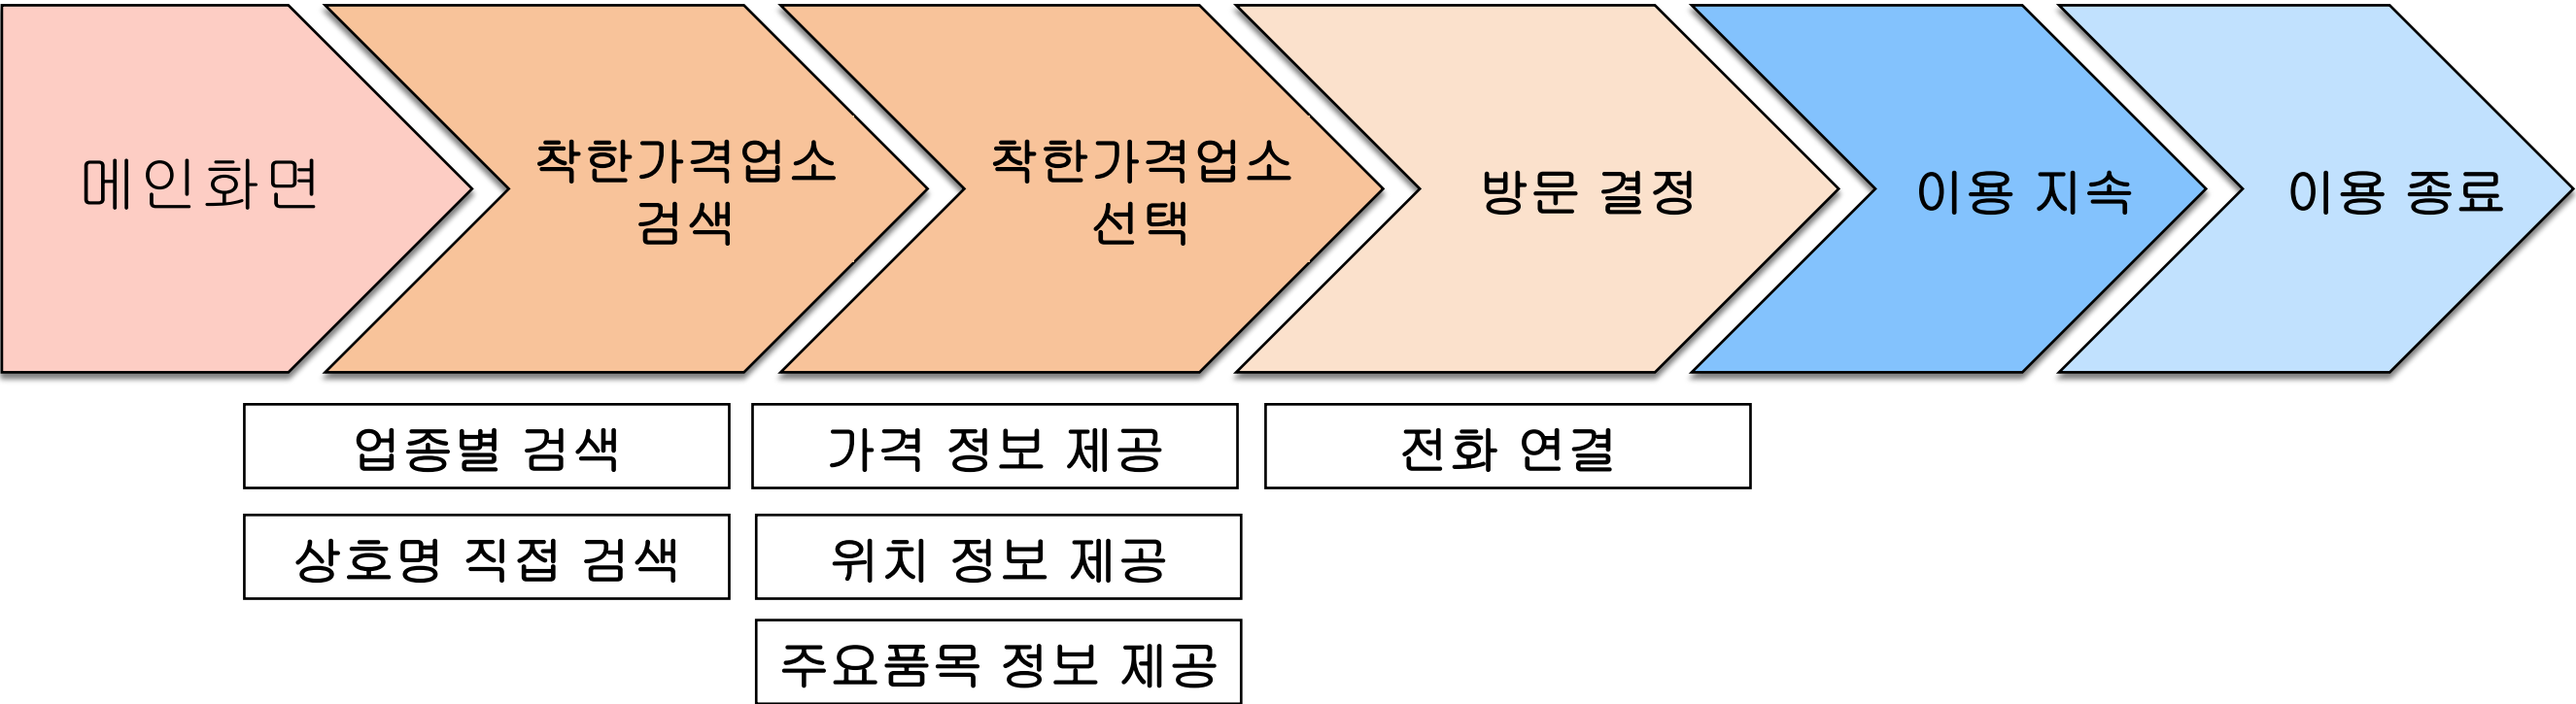 메인화면
착한가격업소
검색
착한가격업소
선택
방문 결정
이용 지속
이용 종료
업종별 검색
가격 정보 제공
전화 연결
상호명 직접 검색
위치 정보 제공
주요품목 정보 제공